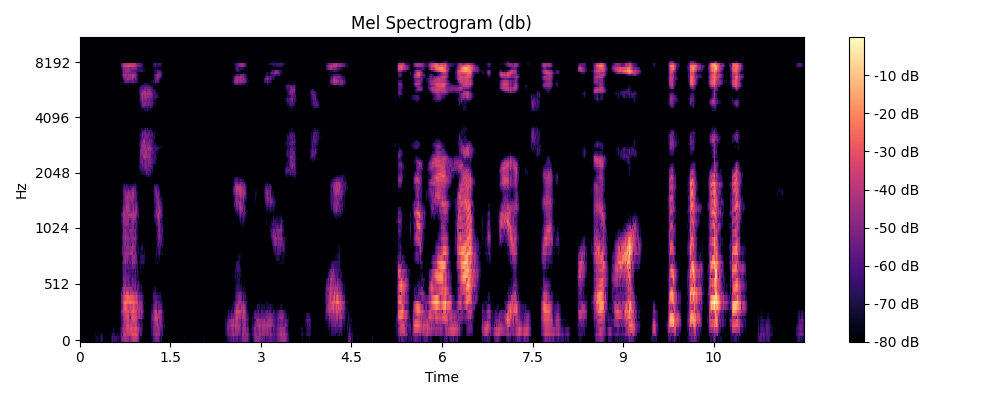 Mel Spectrogram (db)
8192
4096
2048
1024
512
0
Hz
0 1.5 3 4.5 6 7.5 9 10
Time
-10 dB
-20 dB
-30 dB
-40 dB
-50 dB
-60 dB
-70 dB
-80 dB